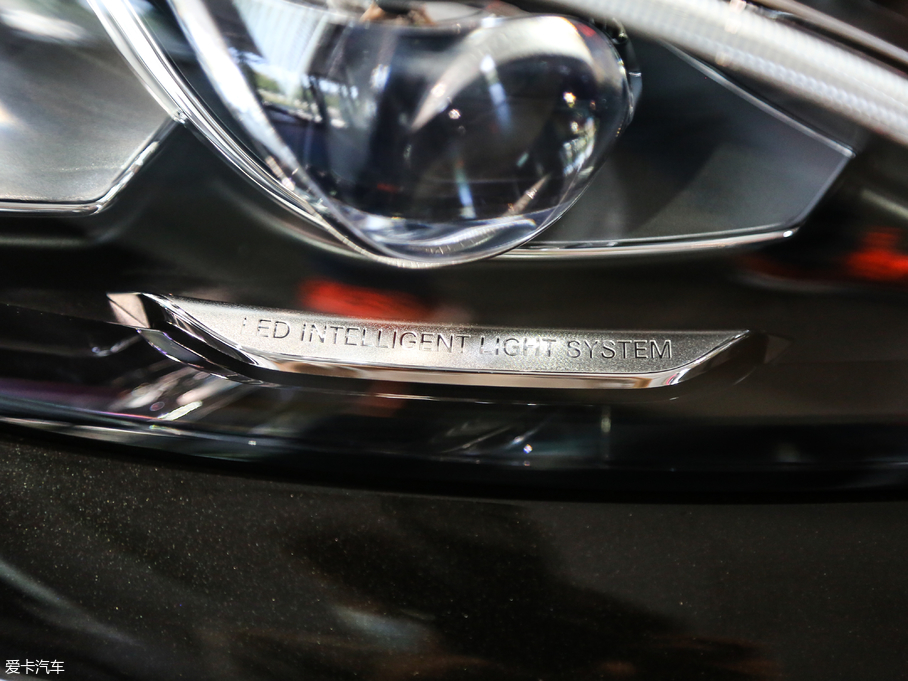 LED INTELLIGENT LIGHT SYSTEM
爱卡汽车